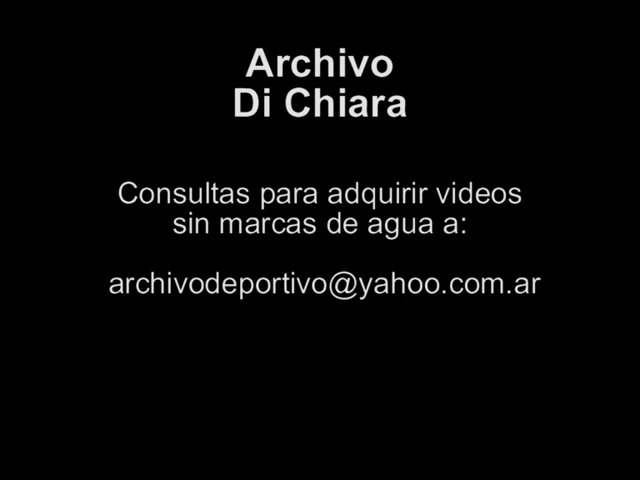 Archivo
Di Chiara
Consultas para adquirir videos
sin marcas de agua a:
archivodeportivo@yahoo.com.ar